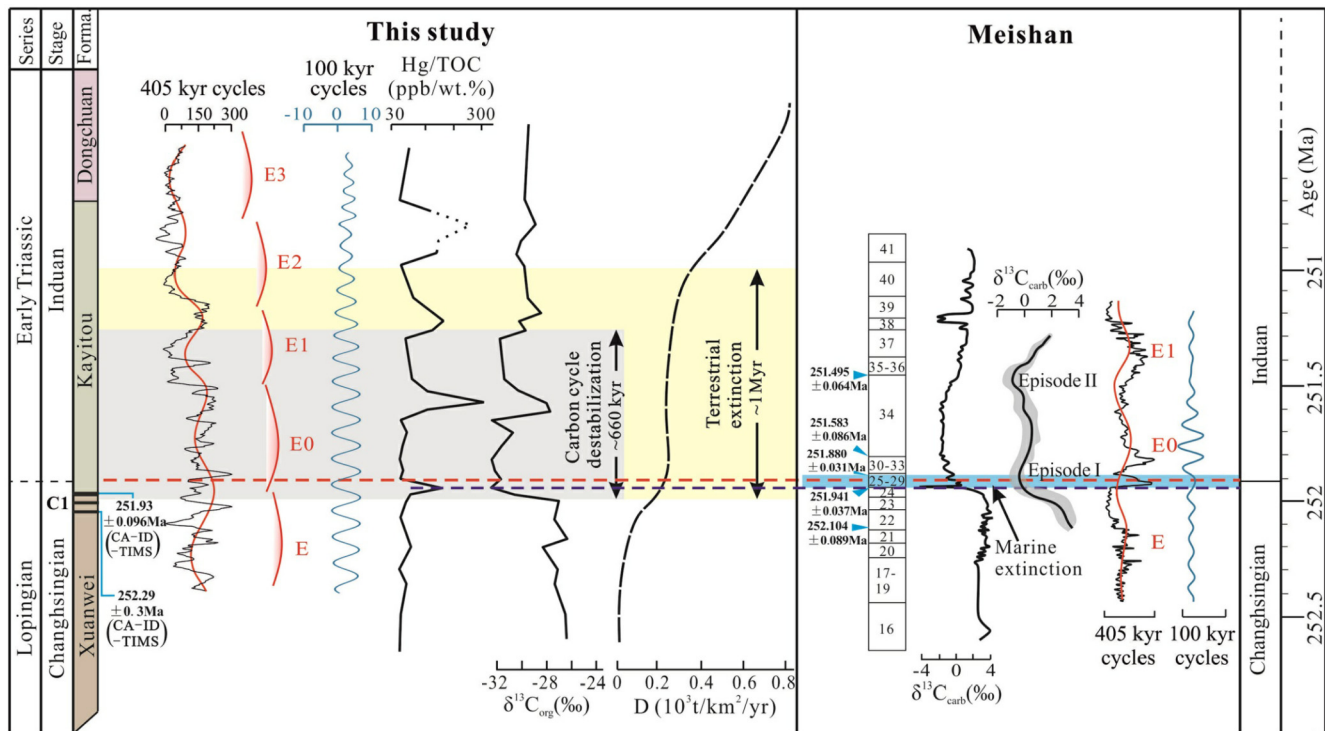 Series
Stage
Forma.
This study
Meishan
Age (Ma)
Early Triassic
Lopingian
Induan
Changhsingian
Dongchuan
Kayitou
C1
Xuanwei
405 kyr cycles
0 150 300
100 kyr
cycles
-10 0 10
Hg/TOC
(ppb/wt.%)
30 300
E3
E2
E1
E0
E
251.93
±0.096Ma
(CA-ID
-TIMS)
252.29
±0.3Ma
(CA-ID
-TIMS)
Carbon cycle
destabilization
~660 kyr
Terrestrial
extinction
~1Myr
-32 -28 -24
δ¹³C_org(‰)
0 0.2 0.4 0.6 0.8
D (10³t/km²/yr)
41
40
39
38
37
35-36
34
30-33
25-29
24
23
22
21
20
17-
19
16
251.495
±0.064Ma
251.583
±0.086Ma
251.880
±0.031Ma
251.941
±0.037Ma
252.104
±0.089Ma
δ¹³C_carb(‰)
-2 0 2 4
Episode II
Episode I
Marine
extinction
-4 0 4
δ¹³C_carb(‰)
E1
E0
E
405 kyr
cycles
100 kyr
cycles
Induan
Changhsingian
251
251.5
252
252.5